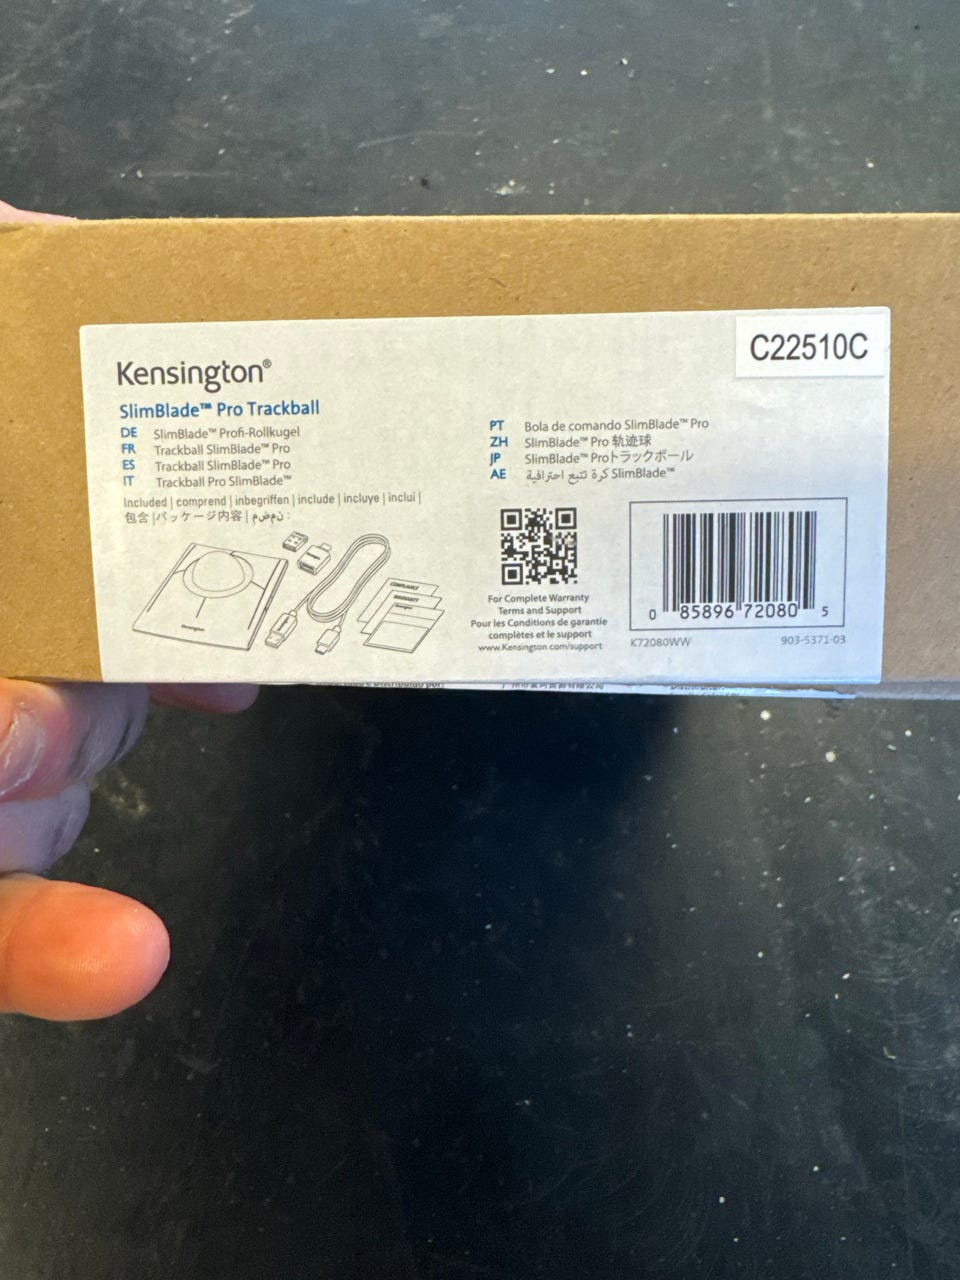 C22510C
Kensington®
SlimBlade™ Pro Trackball
DE SlimBlade™ Profi-Rollkugel
FR Trackball SlimBlade™ Pro
ES Trackball SlimBlade™ Pro
IT Trackball Pro SlimBlade™
PT Bola de comando SlimBlade™ Pro
ZH SlimBlade™ Pro 轨迹球
JP SlimBlade™ Proトラックボール
AE كرة تتبع احترافية SlimBlade™
Included | comprend | inbegriffen | include | incluye | inclui |
包含 |パッケージ内容 | ن م ض م :
COMPLIANCE
WARRANTY
Kensington
Kensington
For Complete Warranty
Terms and Support
Pour les Conditions de garantie
complètes et le support
www.Kensington.com/support
0 85896 72080 5
K72080WW 903-5371-03